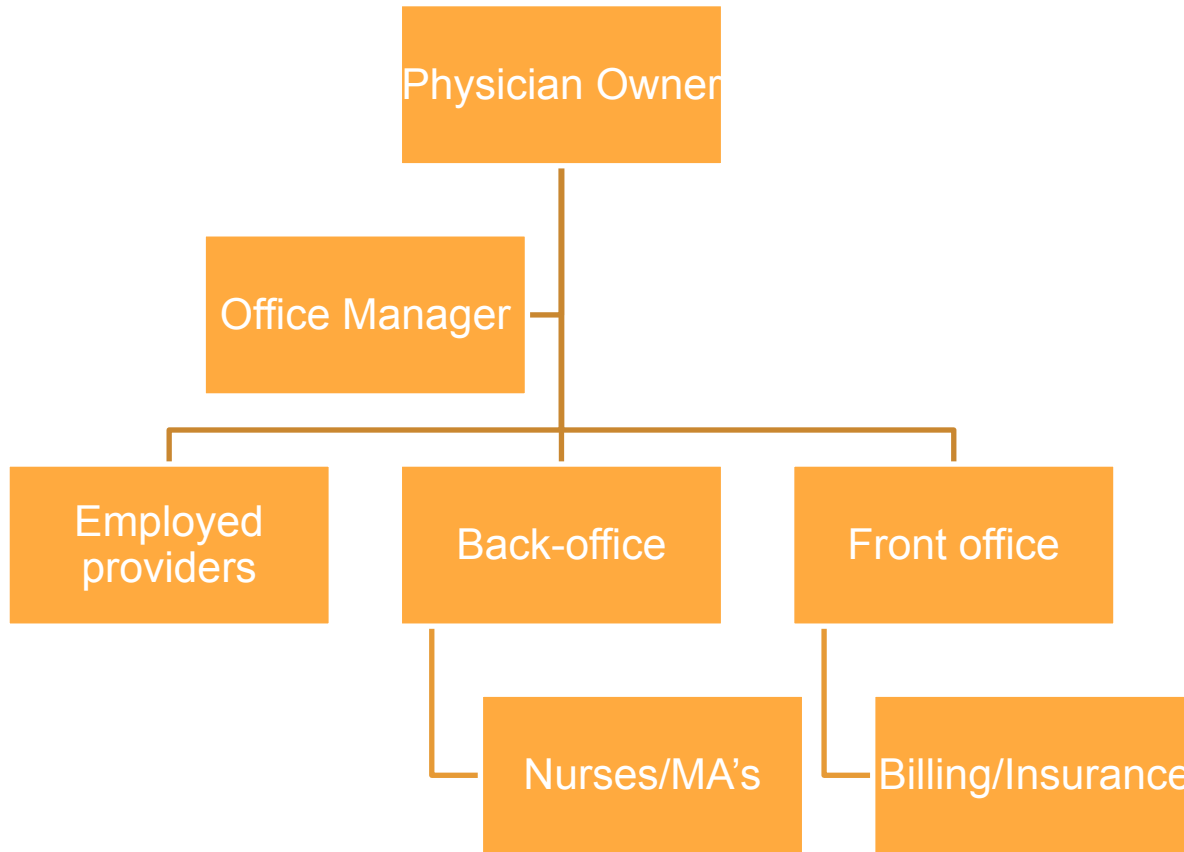 Physician Owner
Office Manager
Employed
providers
Back-office
Front office
Nurses/MA’s
Billing/Insurance